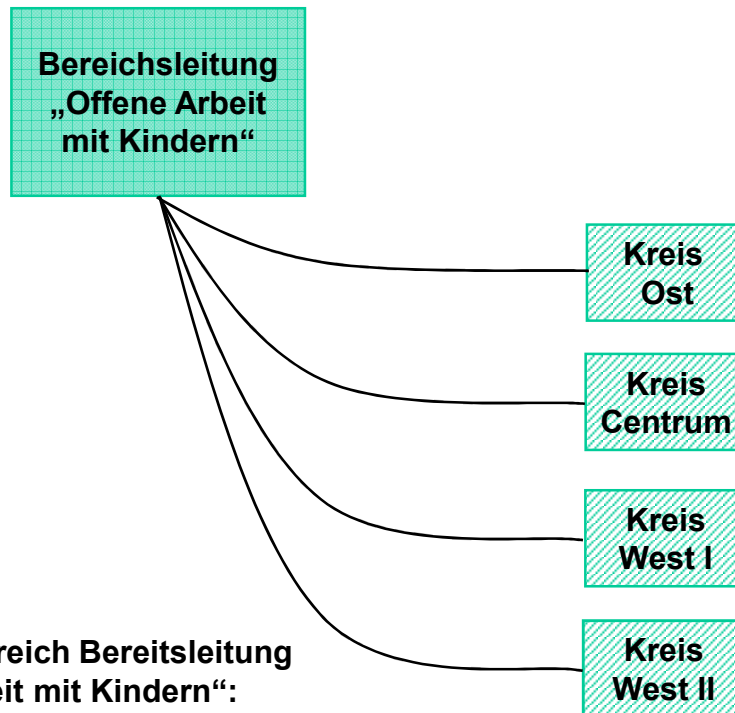 Bereichsleitung
„Offene Arbeit
mit Kindern“
Kreis
Ost
Kreis
Centrum
Kreis
West I
Kreis
West II
reich Bereitsleitung
eit mit Kindern“: